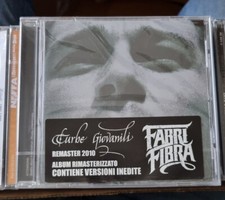 Turbe Giovanili
REMASTER 2010
ALBUM RIMASTERIZZATO
CONTIENE VERSIONI INEDITE
FABRI
FIBRA